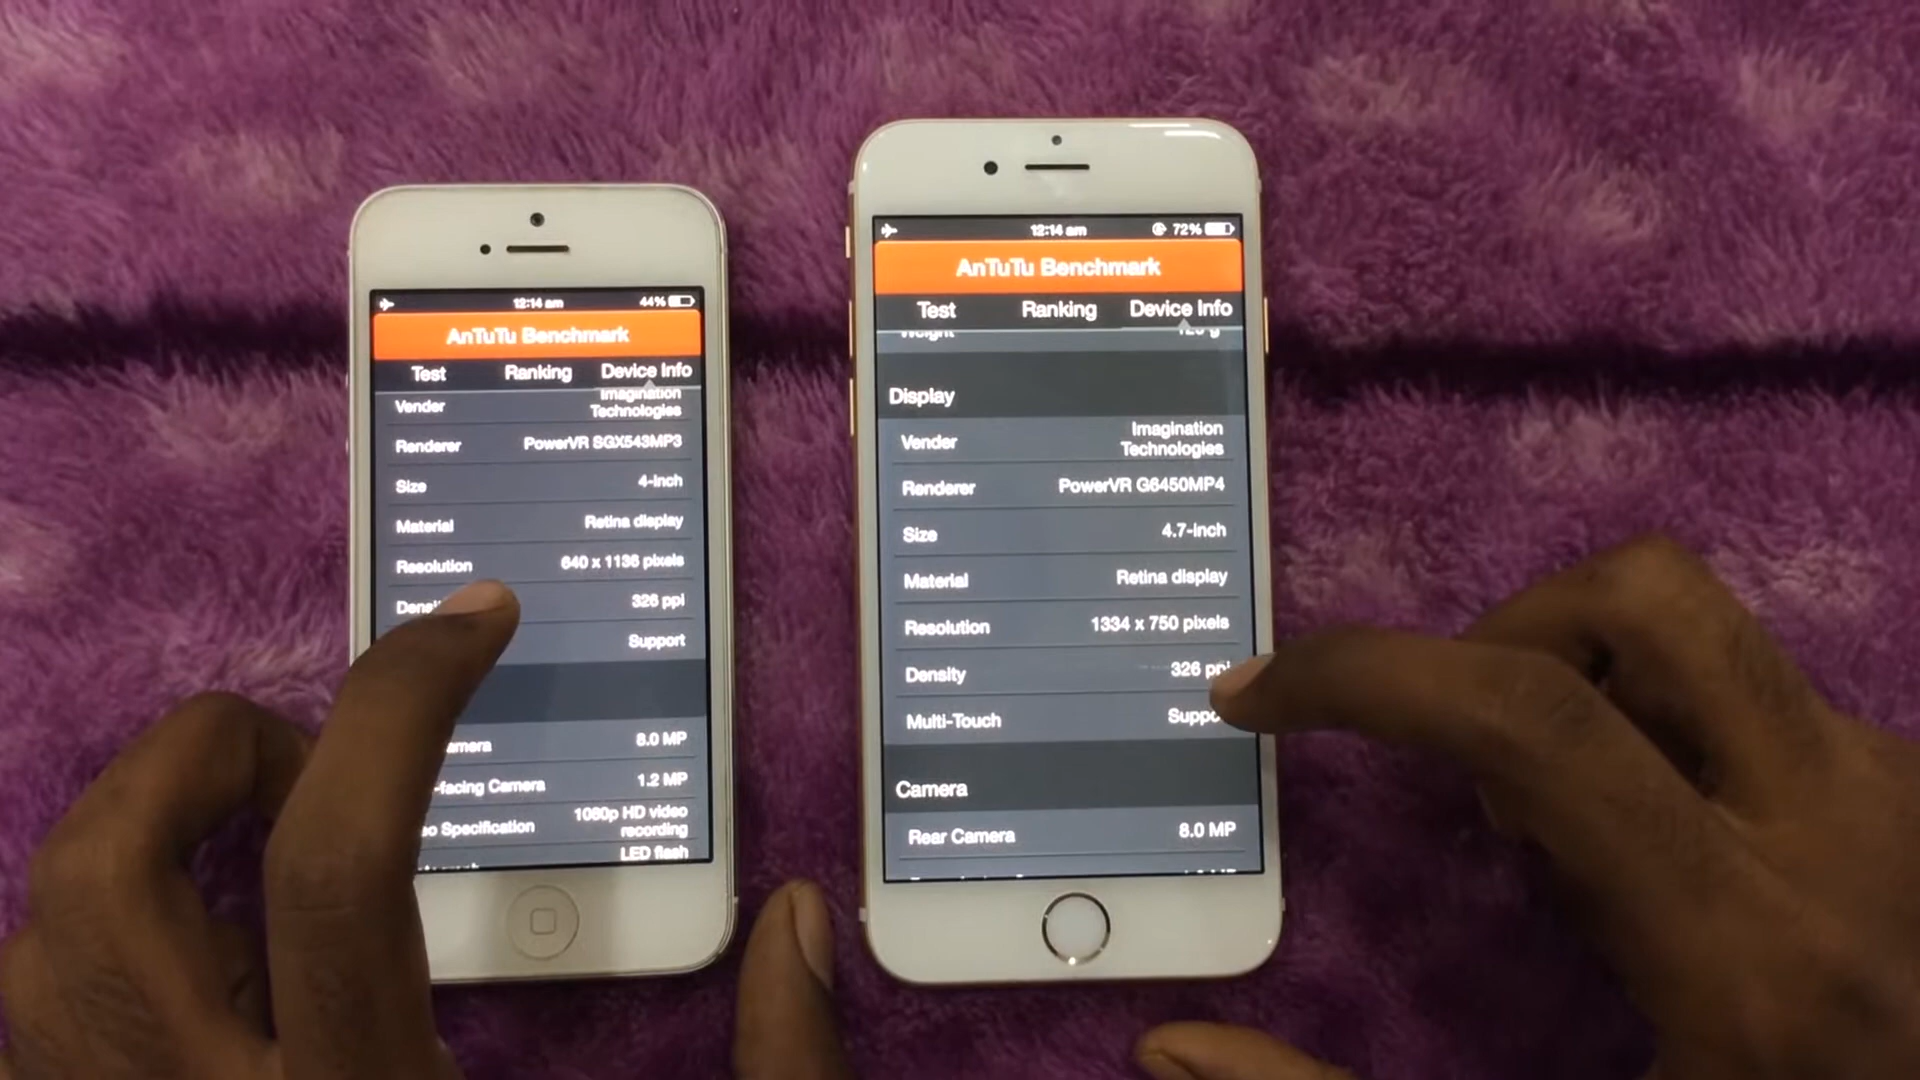 12:14 am 44%
AnTuTu Benchmark
Test Ranking Device Info
Vender Imagination
Technologies
Renderer PowerVR SGX543MP3
Size 4-inch
Material Retina display
Resolution 640 x 1136 pixels
326 ppi
Support
8.0 MP
-facing Camera 1.2 MP
Specification 1080p HD video
recording
LED flash
12:14 am 72%
AnTuTu Benchmark
Test Ranking Device Info
Weight 129 g
Display
Vender Imagination
Technologies
Renderer PowerVR G6450MP4
Size 4.7-inch
Material Retina display
Resolution 1334 x 750 pixels
Density 326 ppi
Multi-Touch Suppo
Camera
Rear Camera 8.0 MP